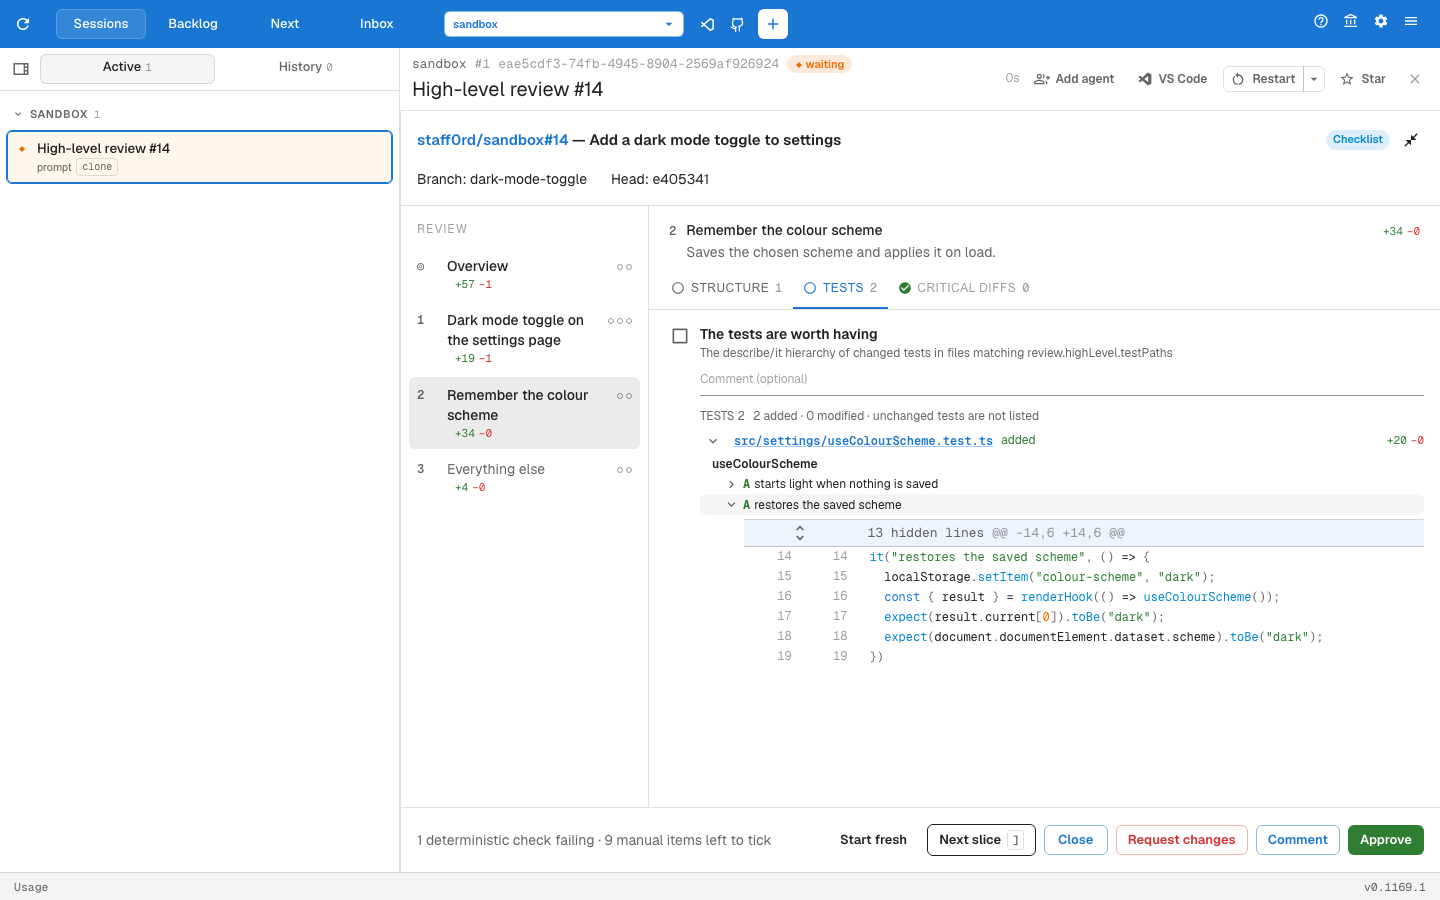 Sessions
Backlog
Next
Inbox
sandbox
Active 1
History 0
SANDBOX 1
High-level review #14
prompt clone
sandbox #1 eae5cdf3-74fb-4945-8904-2569af926924 waiting
High-level review #14
0s
Add agent
VS Code
Restart
Star
staff0rd/sandbox#14 — Add a dark mode toggle to settings
Checklist
Branch: dark-mode-toggle Head: e405341
REVIEW
Overview
+57 −1
1 Dark mode toggle on
the settings page
+19 −1
2 Remember the colour
scheme
+34 −0
3 Everything else
+4 −0
2 Remember the colour scheme
+34 −0
Saves the chosen scheme and applies it on load.
STRUCTURE 1
TESTS 2
CRITICAL DIFFS 0
The tests are worth having
The describe/it hierarchy of changed tests in files matching review.highLevel.testPaths
Comment (optional)
TESTS 2 2 added · 0 modified · unchanged tests are not listed
src/settings/useColourScheme.test.ts added
+20 −0
useColourScheme
A starts light when nothing is saved
A restores the saved scheme
13 hidden lines @@ -14,6 +14,6 @@
14 14 it("restores the saved scheme", () => {
15 15 localStorage.setItem("colour-scheme", "dark");
16 16 const { result } = renderHook(() => useColourScheme());
17 17 expect(result.current[0]).toBe("dark");
18 18 expect(document.documentElement.dataset.scheme).toBe("dark");
19 19 })
1 deterministic check failing · 9 manual items left to tick
Start fresh
Next slice ]
Close
Request changes
Comment
Approve
Usage
v0.1169.1